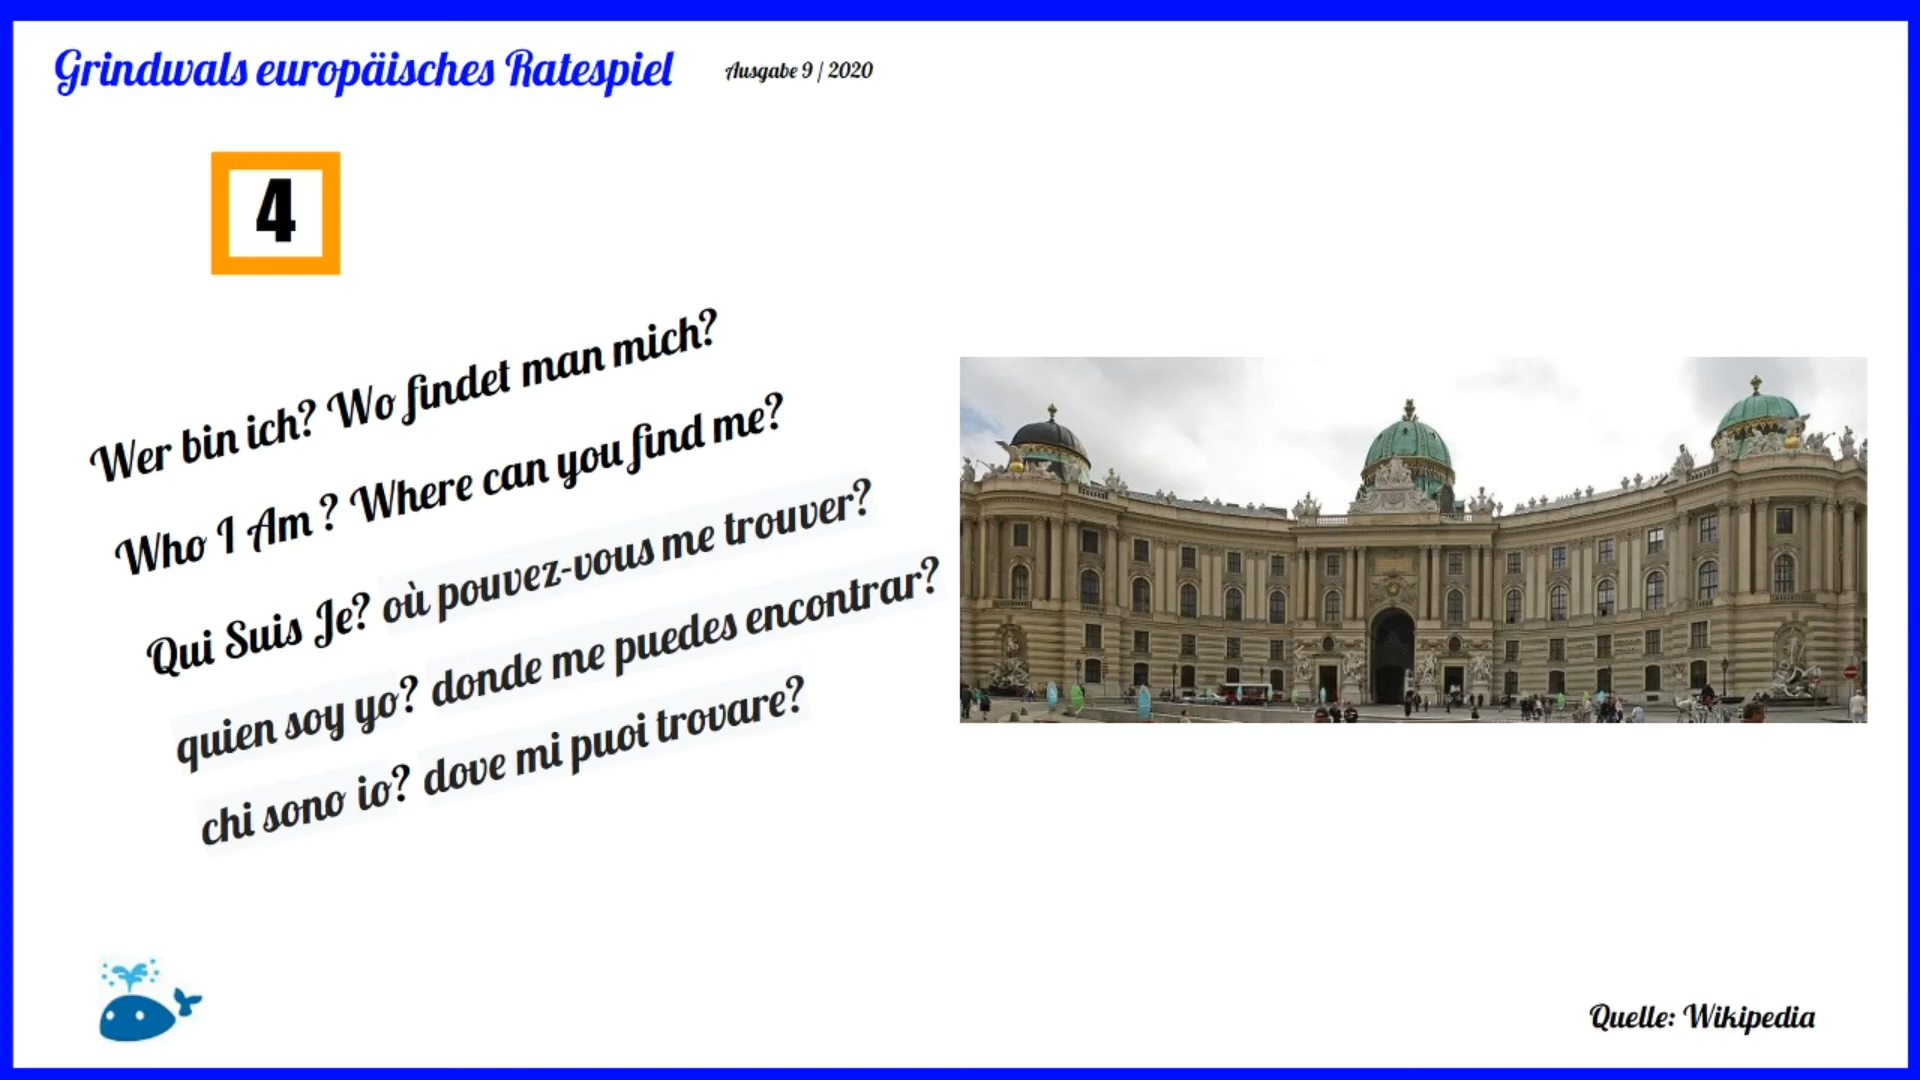 Grindwals europäisches Ratespiel
Ausgabe 9 / 2020
4
Wer bin ich? Wo findet man mich?
Who I Am ? Where can you find me?
Qui Suis Je? où pouvez-vous me trouver?
quien soy yo? donde me puedes encontrar?
chi sono io? dove mi puoi trovare?
Quelle: Wikipedia